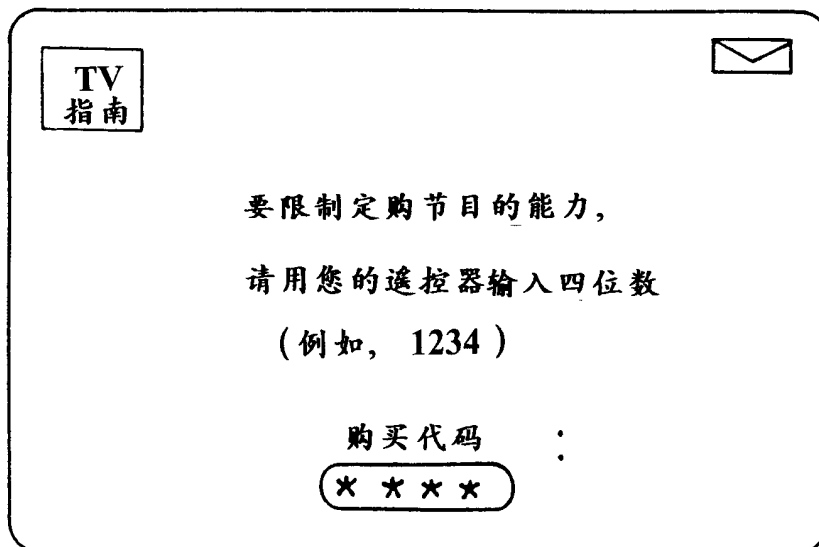 TV
指南
要限制定购节目的能力,
请用您的遥控器输入四位数
(例如, 1234)
购买代码 :
****